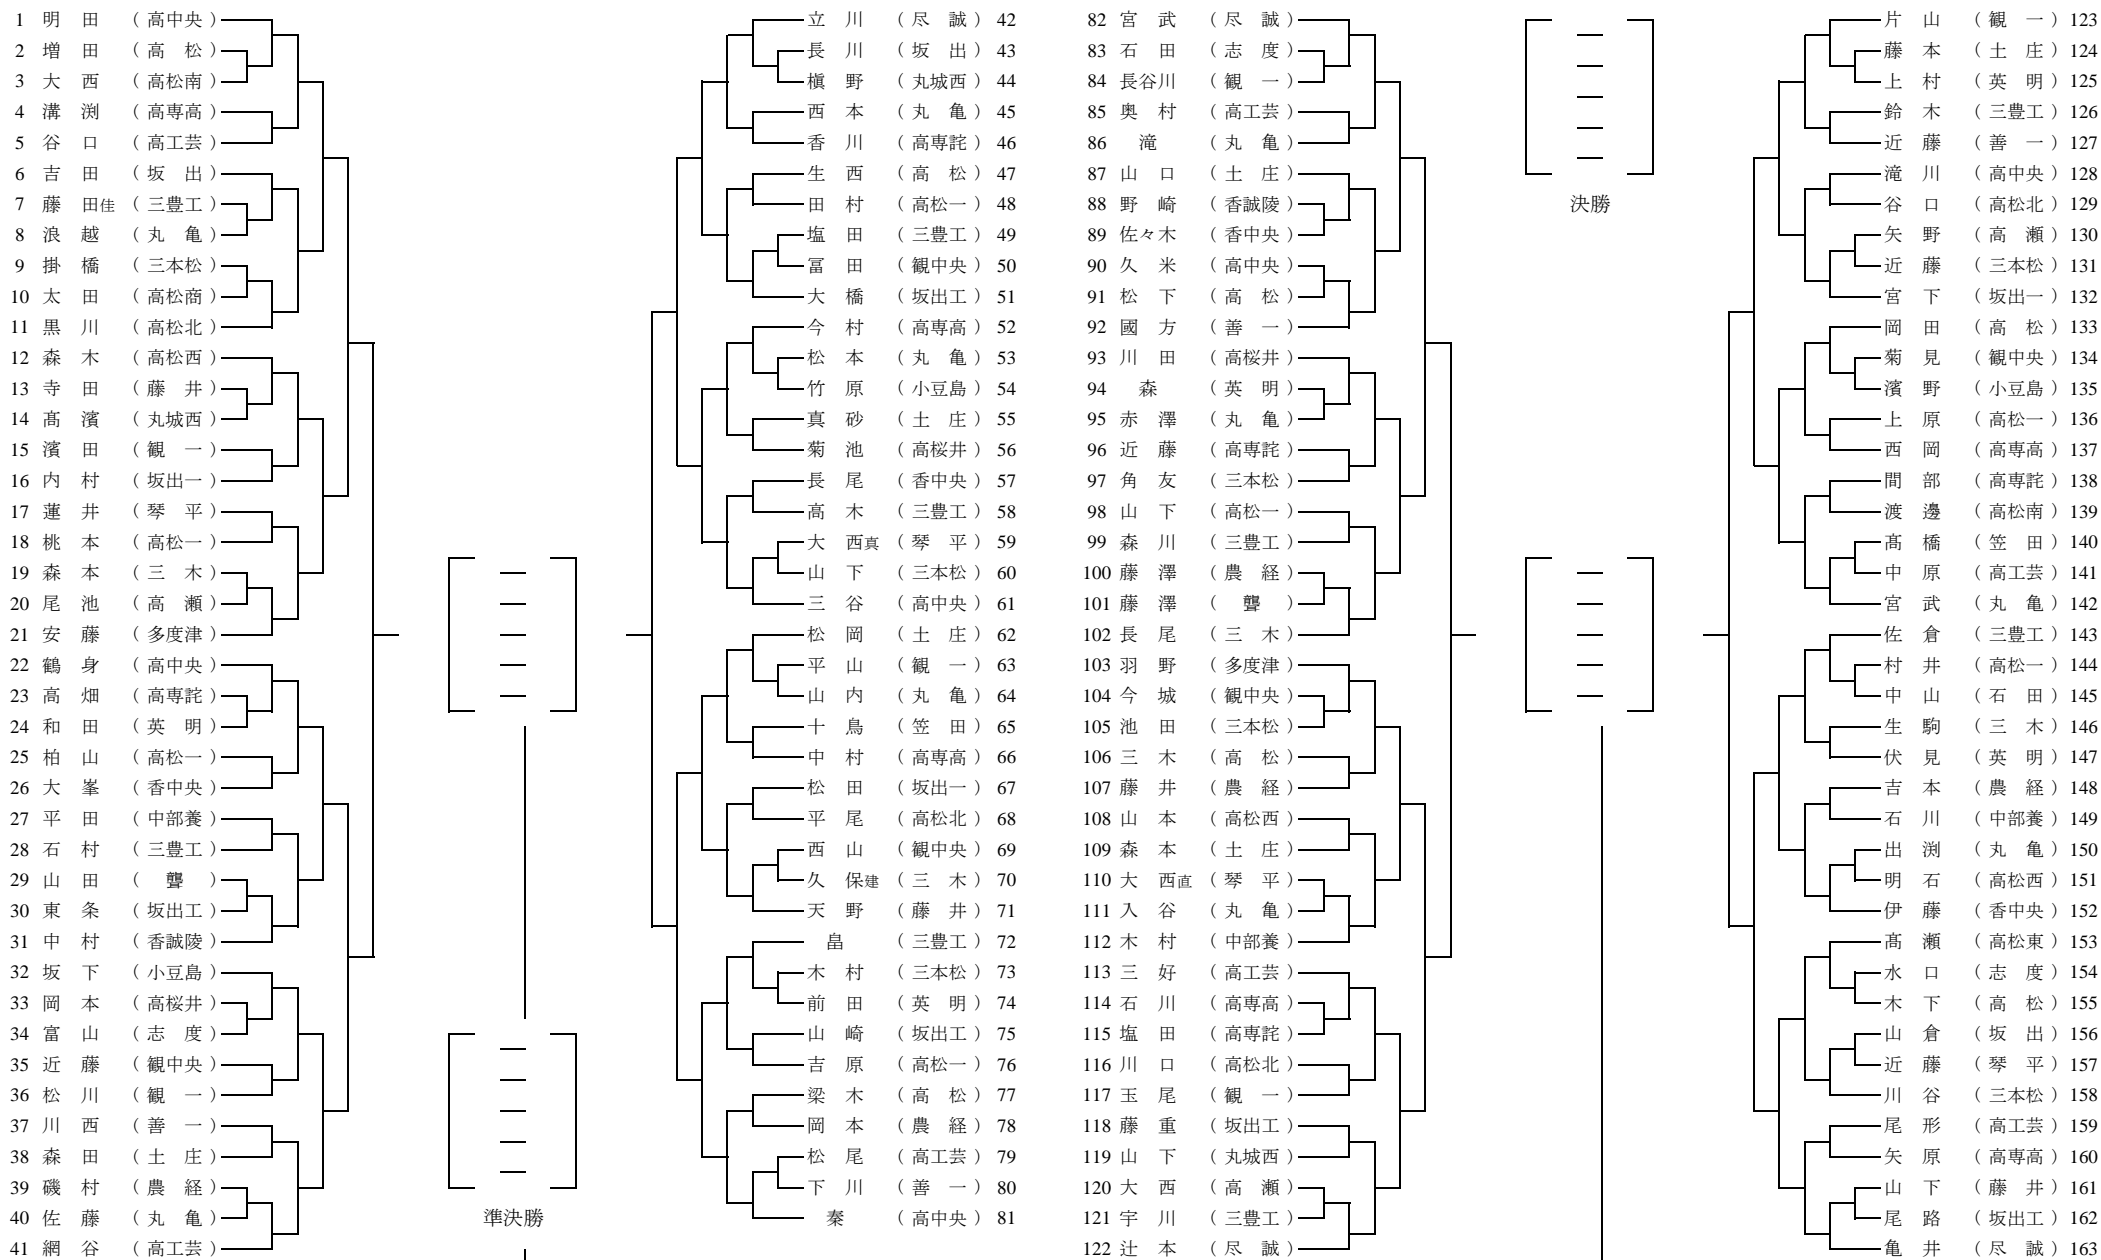 1 明 田 （高中央）
2 増 田 （高 松）
3 大 西 （高松南）
4 溝 渕 （高専高）
5 谷 口 （高工芸）
6 吉 田 （坂 出）
7 藤 田佳 （三豊工）
8 浪 越 （丸 亀）
9 掛 橋 （三本松）
10 太 田 （高松商）
11 黒 川 （高松北）
12 森 木 （高松西）
13 寺 田 （藤 井）
14 髙 濱 （丸城西）
15 濱 田 （観 一）
16 内 村 （坂出一）
17 蓮 井 （琴 平）
18 桃 本 （高松一）
19 森 本 （三 木）
20 尾 池 （高 瀬）
21 安 藤 （多度津）
22 鶴 身 （高中央）
23 高 畑 （高専詫）
24 和 田 （英 明）
25 柏 山 （高松一）
26 大 峯 （香中央）
27 平 田 （中部養）
28 石 村 （三豊工）
29 山 田 （ 聾 ）
30 東 条 （坂出工）
31 中 村 （香誠陵）
32 坂 下 （小豆島）
33 岡 本 （高桜井）
34 富 山 （志 度）
35 近 藤 （観中央）
36 松 川 （観 一）
37 川 西 （善 一）
38 森 田 （土 庄）
39 磯 村 （農 経）
40 佐 藤 （丸 亀）
41 網 谷 （高工芸）
準決勝
立 川 （尽 誠） 42
長 川 （坂 出） 43
槇 野 （丸城西） 44
西 本 （丸 亀） 45
香 川 （高専詫） 46
生 西 （高 松） 47
田 村 （高松一） 48
塩 田 （三豊工） 49
冨 田 （観中央） 50
大 橋 （坂出工） 51
今 村 （高専高） 52
松 本 （丸 亀） 53
竹 原 （小豆島） 54
真 砂 （土 庄） 55
菊 池 （高桜井） 56
長 尾 （香中央） 57
高 木 （三豊工） 58
大 西真 （琴 平） 59
山 下 （三本松） 60
三 谷 （高中央） 61
松 岡 （土 庄） 62
平 山 （観 一） 63
山 内 （丸 亀） 64
十 鳥 （笠 田） 65
中 村 （高専高） 66
松 田 （坂出一） 67
平 尾 （高松北） 68
西 山 （観中央） 69
久 保建 （三 木） 70
天 野 （藤 井） 71
畠 （三豊工） 72
木 村 （三本松） 73
前 田 （英 明） 74
山 崎 （坂出工） 75
吉 原 （高松一） 76
梁 木 （高 松） 77
岡 本 （農 経） 78
松 尾 （高工芸） 79
下 川 （善 一） 80
秦 （高中央） 81
82 宮 武 （尽 誠）
83 石 田 （志 度）
84 長谷川 （観 一）
85 奥 村 （高工芸）
86 滝 （丸 亀）
87 山 口 （土 庄）
88 野 崎 （香誠陵）
89 佐々木 （香中央）
90 久 米 （高中央）
91 松 下 （高 松）
92 國 方 （善 一）
93 川 田 （高桜井）
94 森 （英 明）
95 赤 澤 （丸 亀）
96 近 藤 （高専詫）
97 角 友 （三本松）
98 山 下 （高松一）
99 森 川 （三豊工）
100 藤 澤 （農 経）
101 藤 澤 （ 聾 ）
102 長 尾 （三 木）
103 羽 野 （多度津）
104 今 城 （観中央）
105 池 田 （三本松）
106 三 木 （高 松）
107 藤 井 （農 経）
108 山 本 （高松西）
109 森 本 （土 庄）
110 大 西直 （琴 平）
111 入 谷 （丸 亀）
112 木 村 （中部養）
113 三 好 （高工芸）
114 石 川 （高専高）
115 塩 田 （高専詫）
116 川 口 （高松北）
117 玉 尾 （観 一）
118 藤 重 （坂出工）
119 山 下 （丸城西）
120 大 西 （高 瀬）
121 宇 川 （三豊工）
122 辻 本 （尽 誠）
決勝
片 山 （観 一） 123
藤 本 （土 庄） 124
上 村 （英 明） 125
鈴 木 （三豊工） 126
近 藤 （善 一） 127
滝 川 （高中央） 128
谷 口 （高松北） 129
矢 野 （高 瀬） 130
近 藤 （三本松） 131
宮 下 （坂出一） 132
岡 田 （高 松） 133
菊 見 （観中央） 134
濱 野 （小豆島） 135
上 原 （高松一） 136
西 岡 （高専高） 137
間 部 （高専詫） 138
渡 邊 （高松南） 139
髙 橋 （笠 田） 140
中 原 （高工芸） 141
宮 武 （丸 亀） 142
佐 倉 （三豊工） 143
村 井 （高松一） 144
中 山 （石 田） 145
生 駒 （三 木） 146
伏 見 （英 明） 147
吉 本 （農 経） 148
石 川 （中部養） 149
出 渕 （丸 亀） 150
明 石 （高松西） 151
伊 藤 （香中央） 152
髙 瀬 （高松東） 153
水 口 （志 度） 154
木 下 （高 松） 155
山 倉 （坂 出） 156
近 藤 （琴 平） 157
川 谷 （三本松） 158
尾 形 （高工芸） 159
矢 原 （高専高） 160
山 下 （藤 井） 161
尾 路 （坂出工） 162
亀 井 （尽 誠） 163